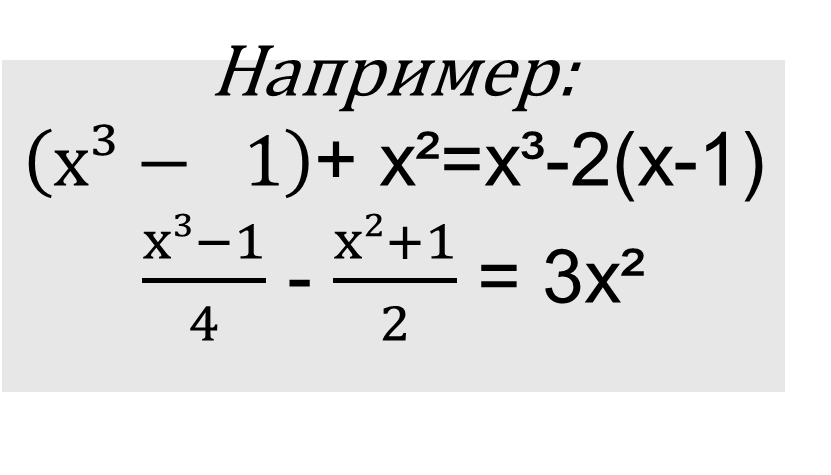 Например:
(x³ − 1)+ x²=x³-2(x-1)
x³−1/4 - x²+1/2 = 3x²